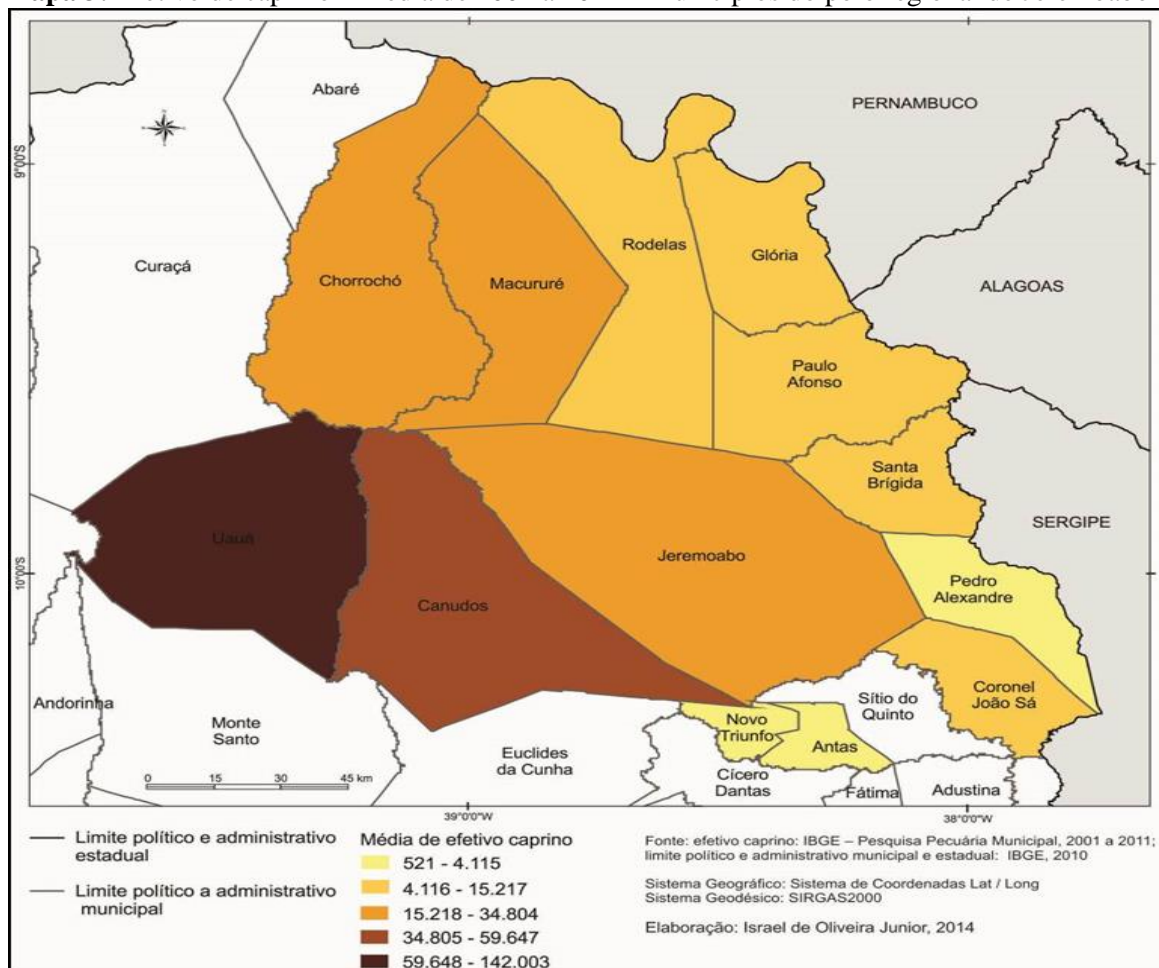 Abaré
PERNAMBUCO
9°00'S
Curaçá
Chorrochó
Macururé
Rodelas
Glória
ALAGOAS
Paulo
Afonso
Santa
Brígida
SERGIPE
Uauá
Canudos
Jeremoabo
10°00'S
Pedro
Alexandre
Andorinha
Monte
Santo
Euclides
da Cunha
Novo
Triunfo
Antas
Sítio do
Quinto
Coronel
João Sá
Cícero
Dantas
Fátima
Adustina
0 15 30 45 km
39°0'0"W
38°0'0"W
Limite político e administrativo
estadual
Limite político a administrativo
municipal
Média de efetivo caprino
521 - 4.115
4.116 - 15.217
15.218 - 34.804
34.805 - 59.647
59.648 - 142.003
Fonte: efetivo caprino: IBGE – Pesquisa Pecuária Municipal, 2001 a 2011;
limite político e administrativo municipal e estadual: IBGE, 2010
Sistema Geográfico: Sistema de Coordenadas Lat / Long
Sistema Geodésico: SIRGAS2000
Elaboração: Israel de Oliveira Junior, 2014